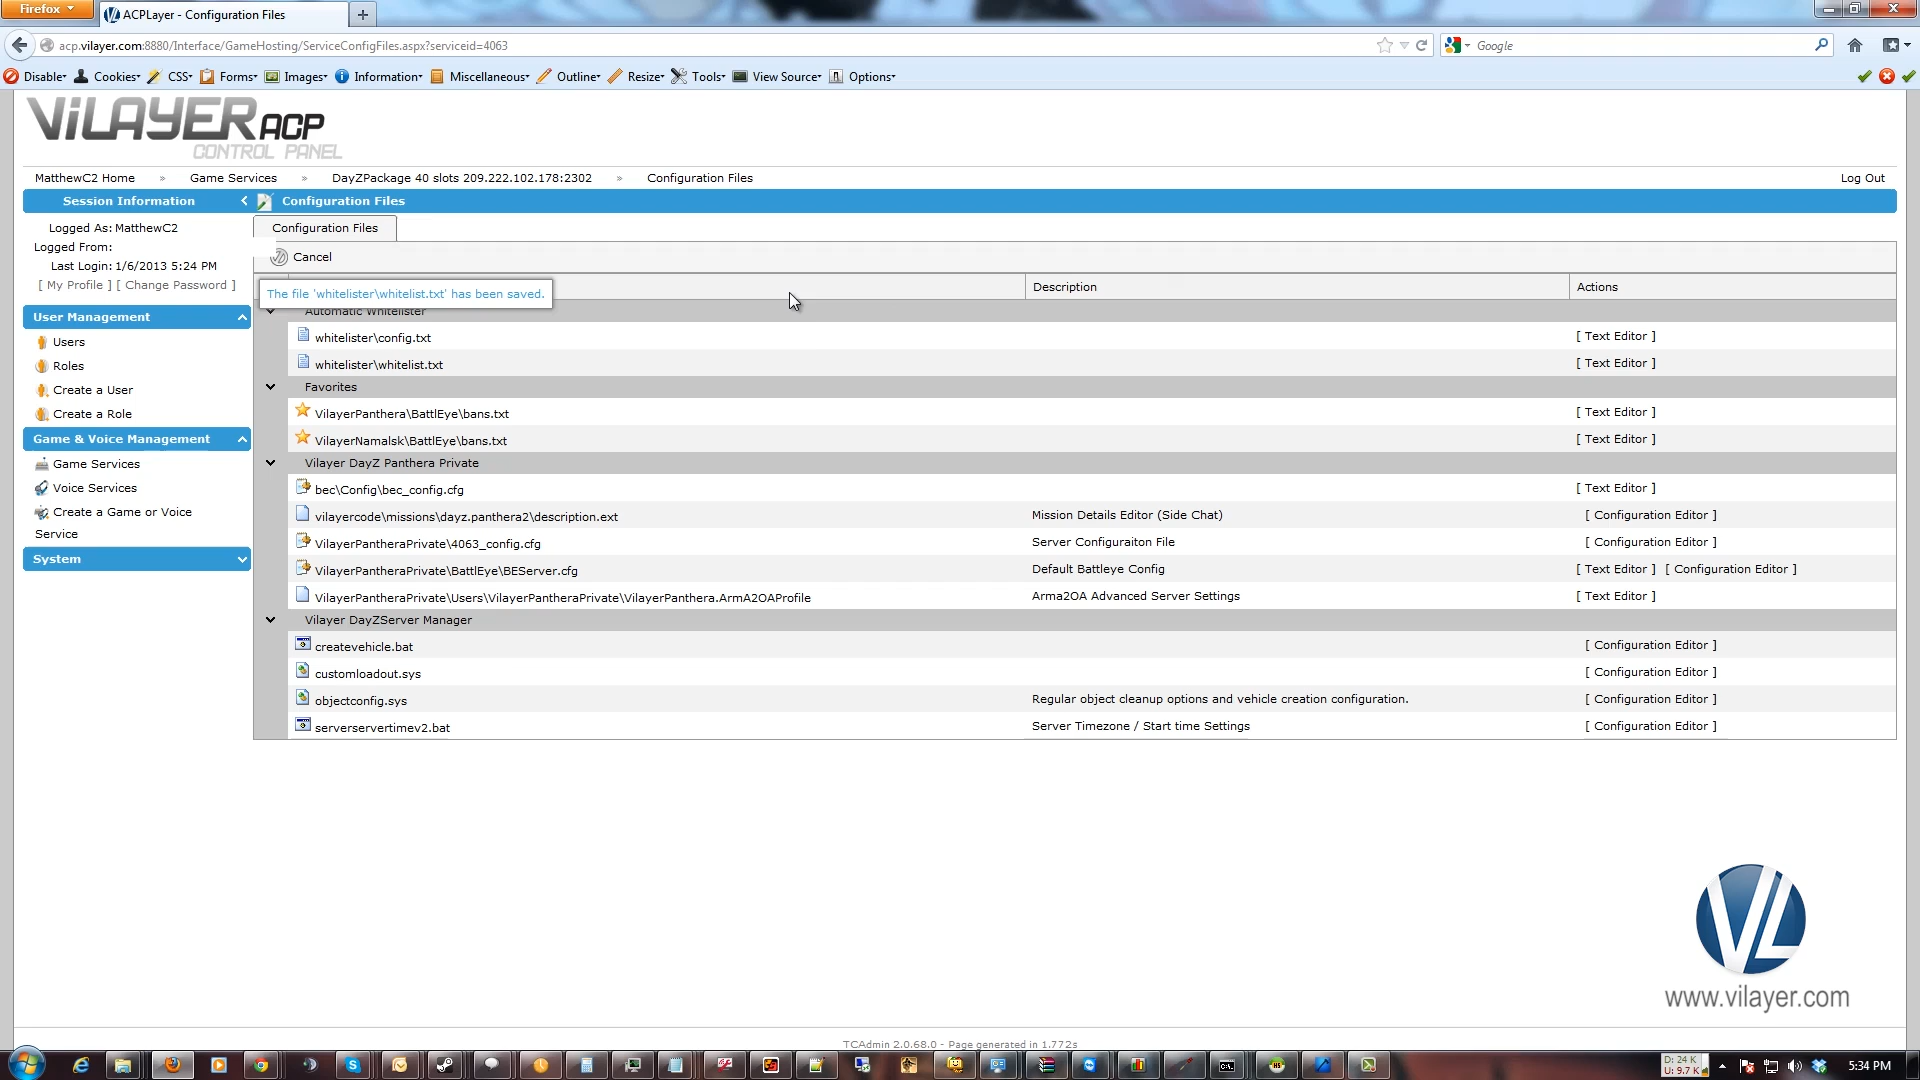 Firefox
ACPLayer - Configuration Files
acp.vilayer.com:8880/Interface/GameHosting/ServiceConfigFiles.aspx?serviceid=4063
Google
Disable Cookies CSS Forms Images Information Miscellaneous Outline Resize Tools View Source Options
ViLAYER ACP
CONTROL PANEL
MatthewC2 Home » Game Services » DayZPackage 40 slots 209.222.102.178:2302 » Configuration Files
Log Out
Session Information
Configuration Files
Logged As: MatthewC2
Logged From:
Last Login: 1/6/2013 5:24 PM
[ My Profile ] [ Change Password ]
User Management
Users
Roles
Create a User
Create a Role
Game & Voice Management
Game Services
Voice Services
Create a Game or Voice
Service
System
Configuration Files
Cancel
The file 'whitelister\whitelist.txt' has been saved.
Description
Actions
Automatic Whitelister
whitelister\config.txt [ Text Editor ]
whitelister\whitelist.txt [ Text Editor ]
Favorites
VilayerPanthera\BattlEye\bans.txt [ Text Editor ]
VilayerNamalsk\BattlEye\bans.txt [ Text Editor ]
Vilayer DayZ Panthera Private
bec\Config\bec_config.cfg [ Text Editor ]
vilayercode\missions\dayz.panthera2\description.ext Mission Details Editor (Side Chat) [ Configuration Editor ]
VilayerPantheraPrivate\4063_config.cfg Server Configuraiton File [ Configuration Editor ]
VilayerPantheraPrivate\BattlEye\BEServer.cfg Default Battleye Config [ Text Editor ] [ Configuration Editor ]
VilayerPantheraPrivate\Users\VilayerPantheraPrivate\VilayerPanthera.ArmA2OAProfile Arma2OA Advanced Server Settings [ Text Editor ]
Vilayer DayZServer Manager
createvehicle.bat [ Configuration Editor ]
customloadout.sys [ Configuration Editor ]
objectconfig.sys Regular object cleanup options and vehicle creation configuration. [ Configuration Editor ]
serverservertimev2.bat Server Timezone / Start time Settings [ Configuration Editor ]
VL
www.vilayer.com
TCAdmin 2.0.68.0 - Page generated in 1.772s
D: 24 K
U: 9.7 K
5:34 PM